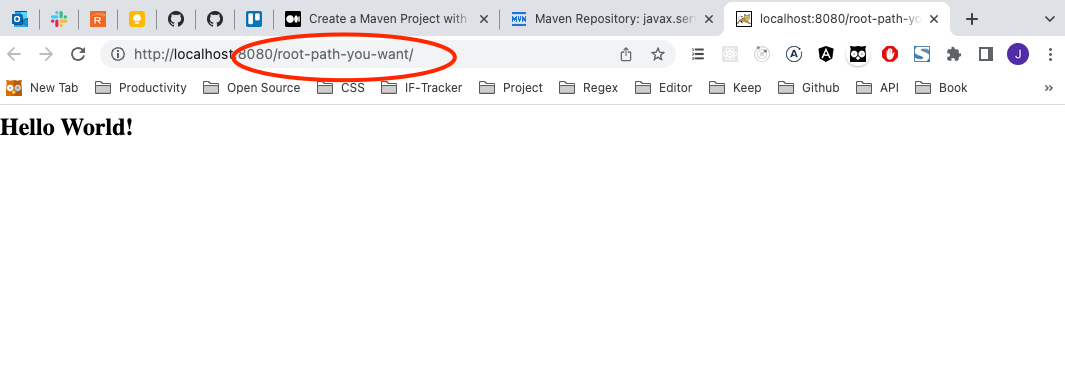 Create a Maven Project with
Maven Repository: javax.ser
localhost:8080/root-path-yo
http://localhost:8080/root-path-you-want/
J
New Tab Productivity Open Source CSS IF-Tracker Project Regex Editor Keep Github API Book »
Hello World!